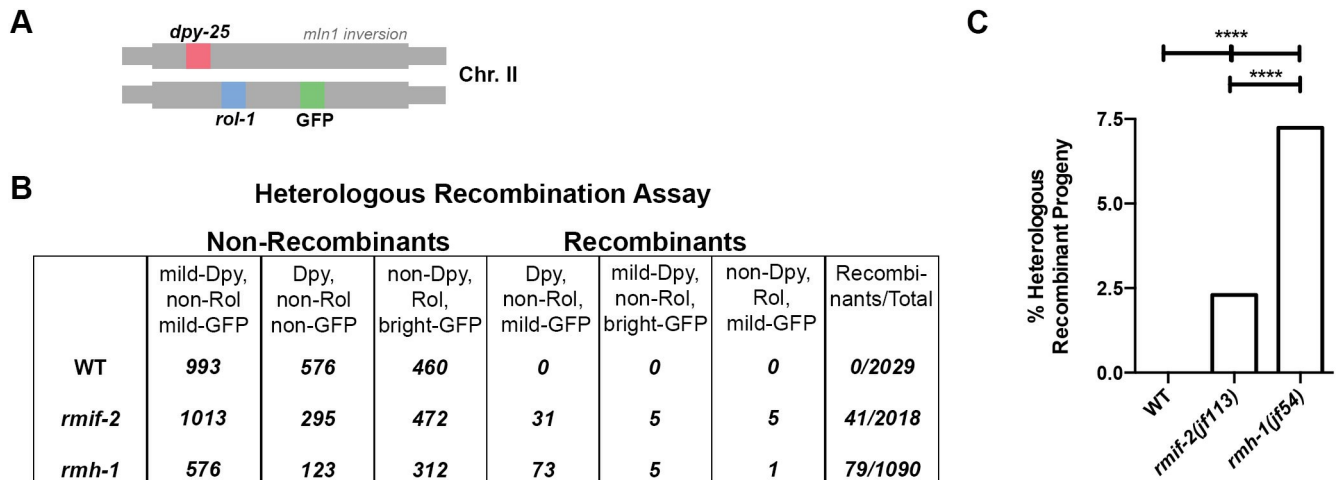 A
dpy-25
mIn1 inversion
Chr. II
rol-1
GFP
B
Heterologous Recombination Assay
Non-Recombinants
Recombinants
mild-Dpy,
non-Rol
mild-GFP
Dpy,
non-Rol
non-GFP
non-Dpy,
Rol,
bright-GFP
Dpy,
non-Rol,
mild-GFP
mild-Dpy,
non-Rol,
bright-GFP
non-Dpy,
Rol,
mild-GFP
Recombi-
nants/Total
WT 993 576 460 0 0 0 0/2029
rmif-2 1013 295 472 31 5 5 41/2018
rmh-1 576 123 312 73 5 1 79/1090
C
****
****
7.5
5.0
2.5
0.0
% Heterologous
Recombinant Progeny
WT
rmif-2(jf113)
rmh-1(jf54)